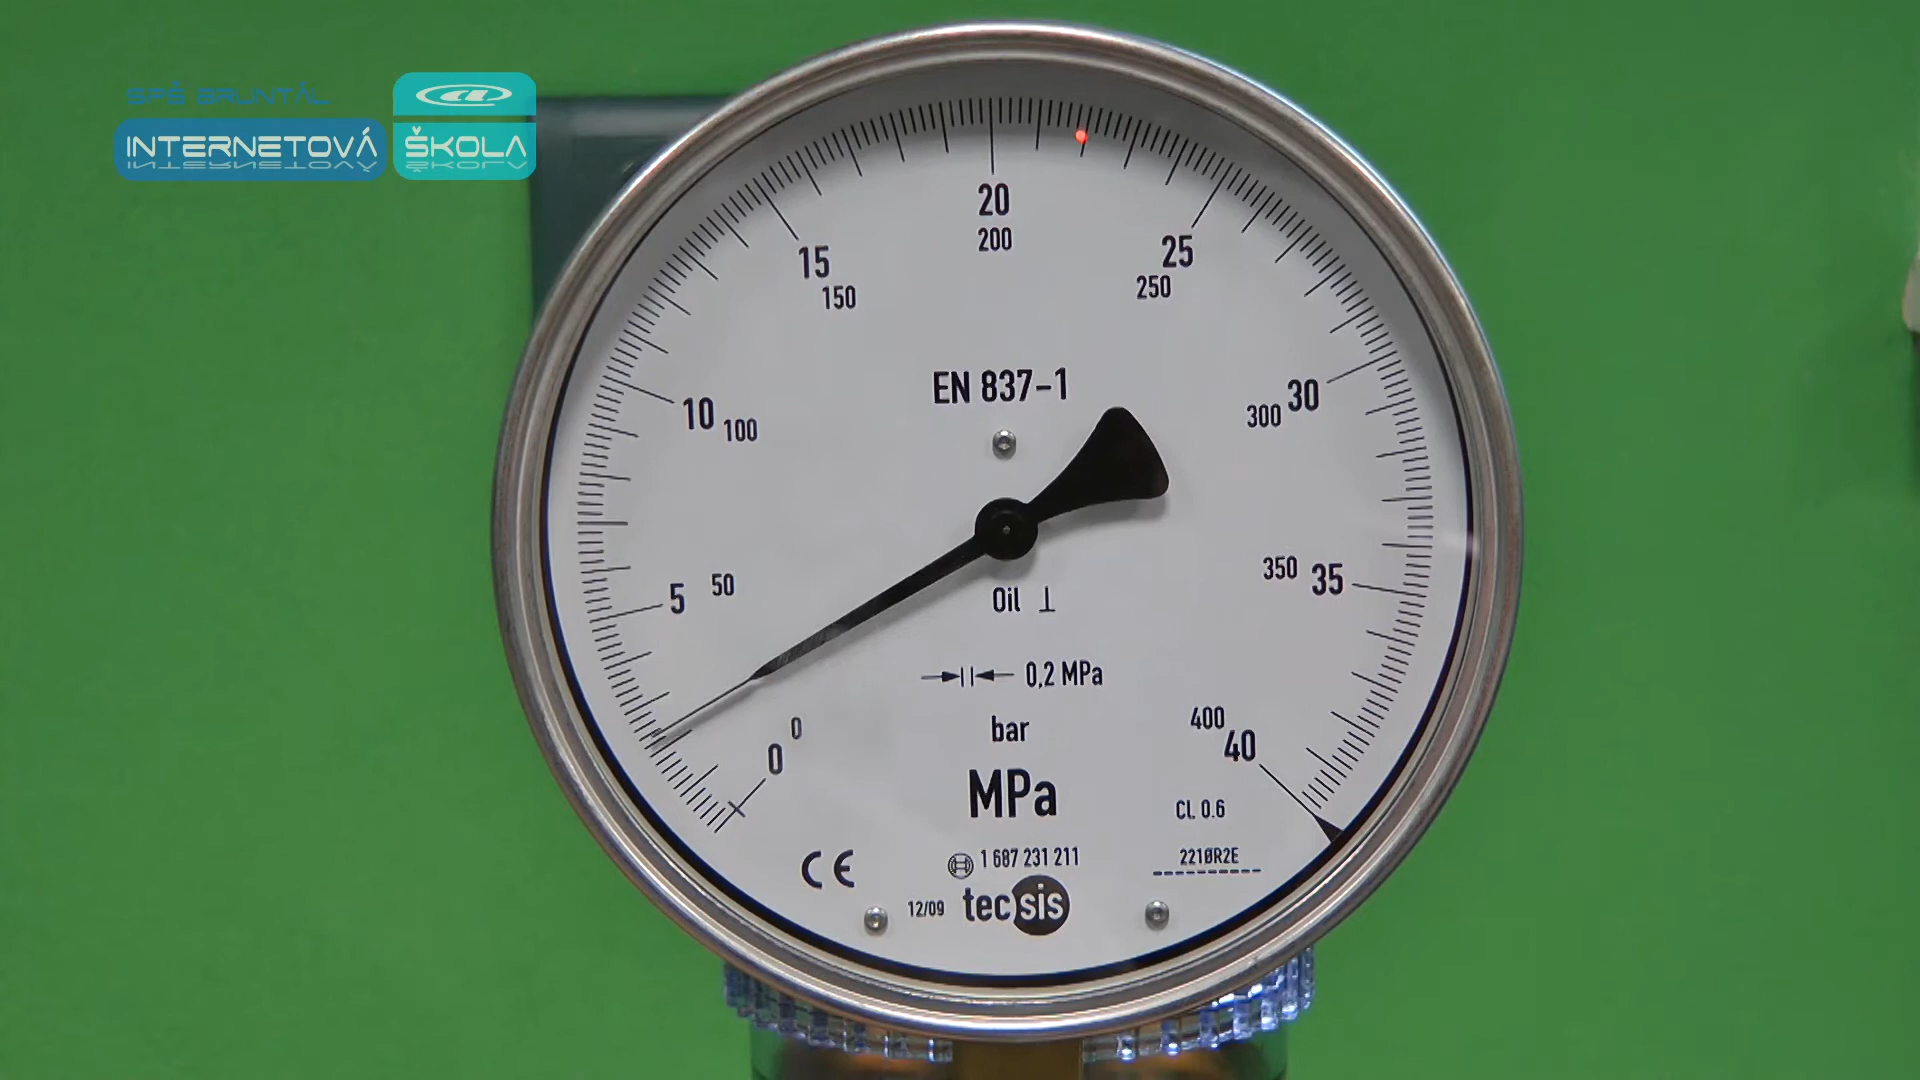 SPŠ BRUNTÁL
INTERNETOVÁ ŠKOLA
20
200
15
150
25
250
10
100
30
300
5
50
35
350
0
0
40
400
EN 837-1
Oil ⊥
0,2 MPa
bar
MPa
CL 0.6
CE
1 687 231 211
221ØR2E
12/09
tecsis